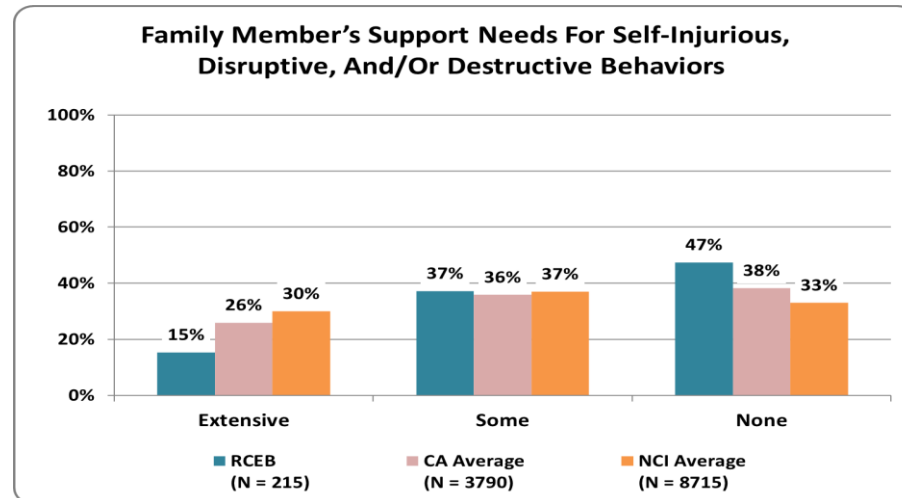 Family Member’s Support Needs For Self-Injurious,
Disruptive, And/Or Destructive Behaviors
100%
80%
60%
40%
20%
0%
15%
26%
30%
37%
36%
37%
47%
38%
33%
Extensive
Some
None
RCEB
(N = 215)
CA Average
(N = 3790)
NCI Average
(N = 8715)